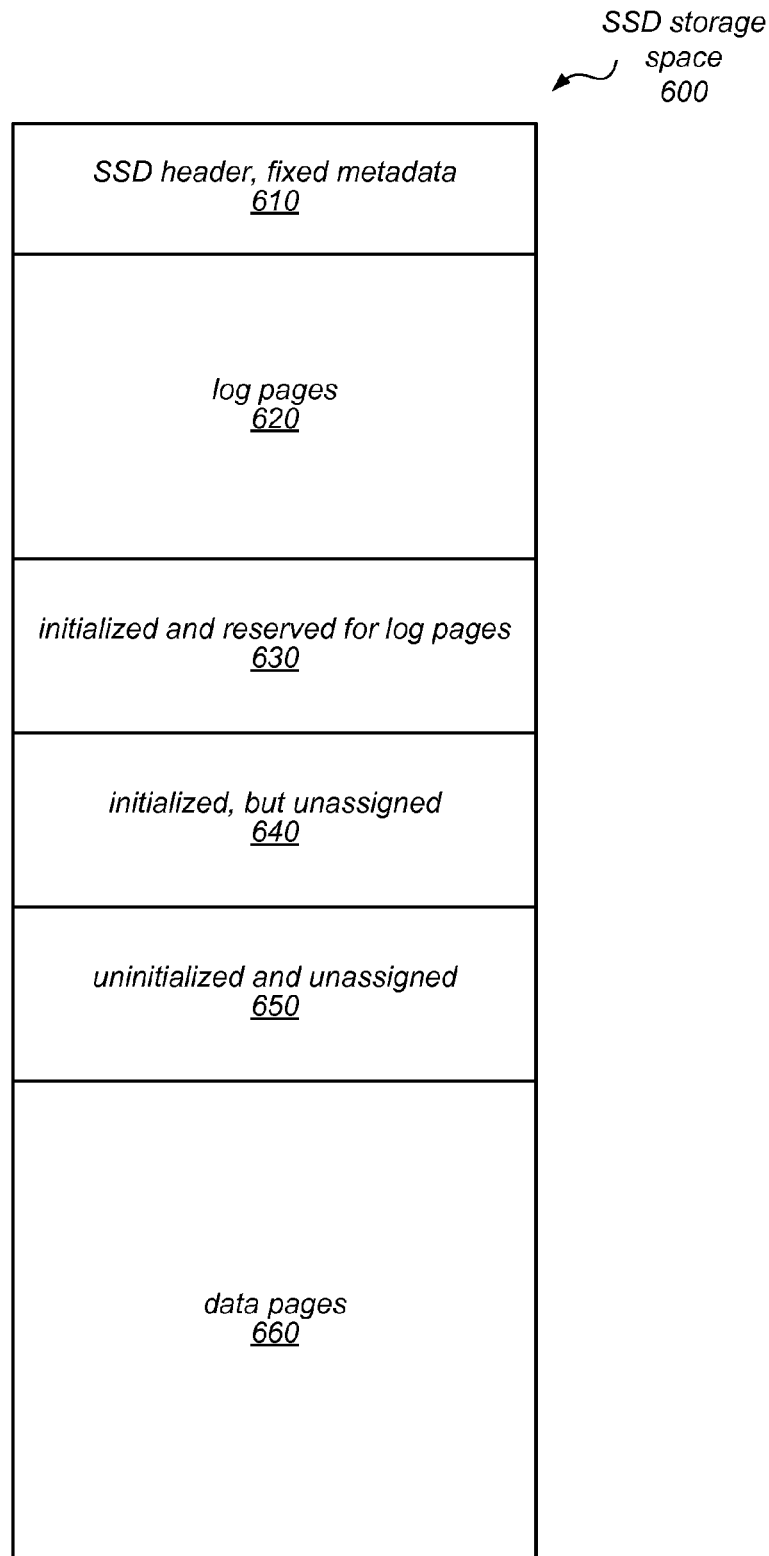 SSD storage
space
600
SSD header, fixed metadata
610
log pages
620
initialized and reserved for log pages
630
initialized, but unassigned
640
uninitialized and unassigned
650
data pages
660